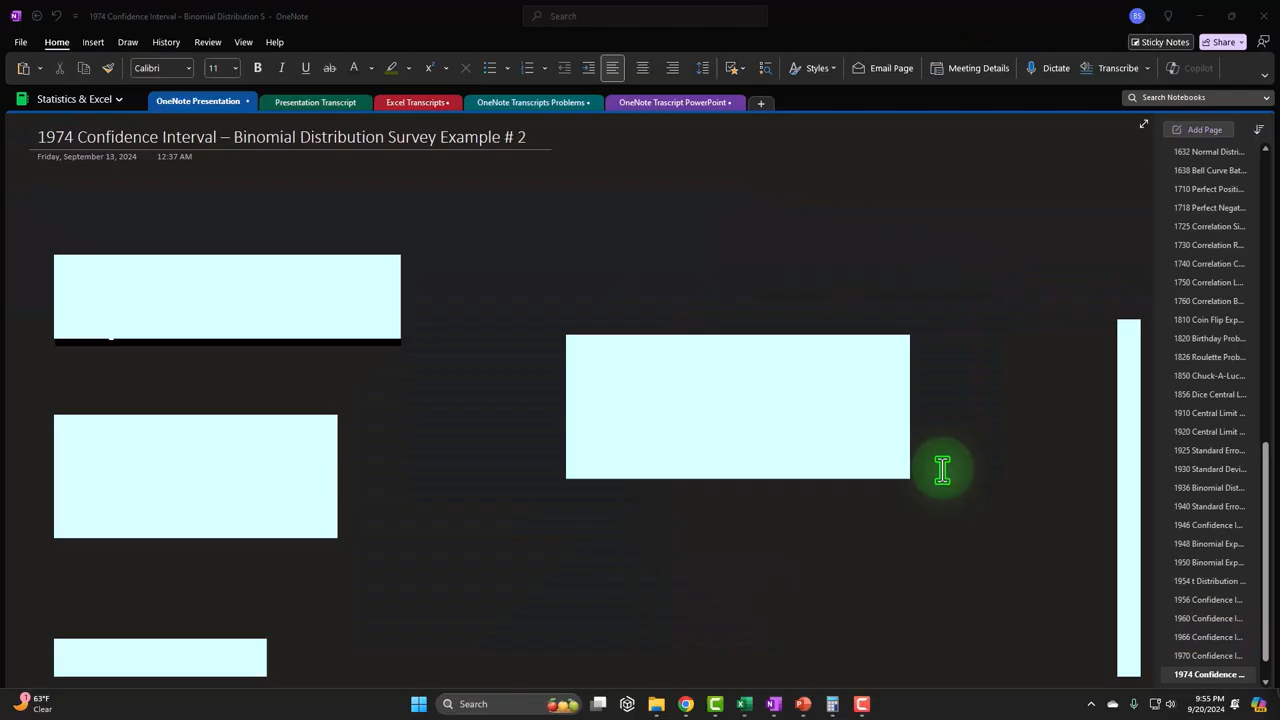 1974 Confidence Interval – Binomial Distribution S - OneNote
Search
BS
File Home Insert Draw History Review View Help
Sticky Notes Share
Calibri 11 Styles Email Page Meeting Details Dictate Transcribe Copilot
Statistics & Excel
OneNote Presentation
Presentation Transcript
Excel Transcripts
OneNote Transcripts Problems
OneNote Trascript PowerPoint
Search Notebooks
1974 Confidence Interval – Binomial Distribution Survey Example # 2
Friday, September 13, 2024 12:37 AM
Add Page
1632 Normal Distri...
1638 Bell Curve Bat...
1710 Perfect Positi...
1718 Perfect Negat...
1725 Correlation Si...
1730 Correlation R...
1740 Correlation C...
1750 Correlation L...
1760 Correlation B...
1810 Coin Flip Exp...
1820 Birthday Prob...
1826 Roulette Prob...
1850 Chuck-A-Luc...
1856 Dice Central L...
1910 Central Limit ...
1920 Central Limit ...
1925 Standard Erro...
1930 Standard Devi...
1936 Binomial Dist...
1940 Standard Erro...
1946 Confidence I...
1948 Binomial Exp...
1950 Binomial Exp...
1954 t Distribution ...
1956 Confidence I...
1960 Confidence I...
1966 Confidence I...
1970 Confidence I...
1974 Confidence ...
1
63°F
Clear
Search
9:55 PM
9/20/2024